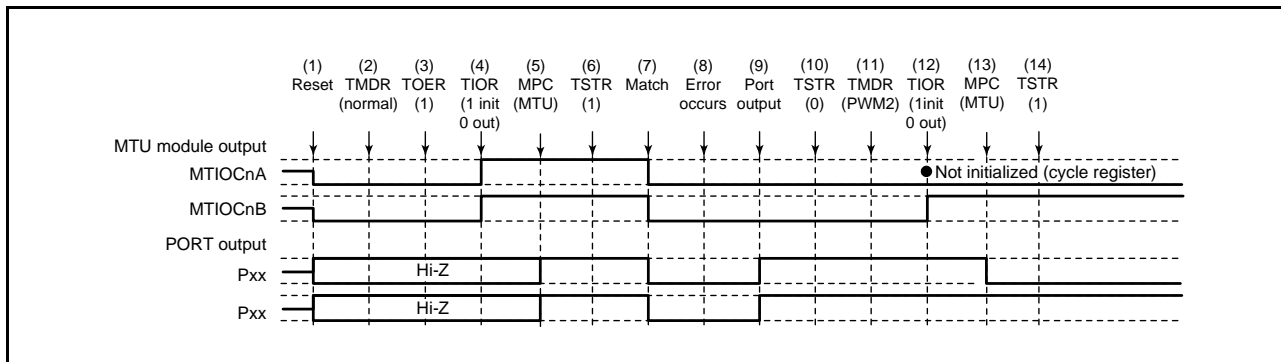 (1) (2) (3) (4) (5) (6) (7) (8) (9) (10) (11) (12) (13) (14)
Reset TMDR TOER TIOR MPC TSTR Match Error Port TSTR TMDR TIOR MPC TSTR
(normal) (1) (1 init (MTU) (1) occurs output (0) (PWM2) (1init (MTU) (1)
0 out) 0 out)
MTU module output
MTIOCnA ● Not initialized (cycle register)
MTIOCnB
PORT output
Pxx Hi-Z
Pxx Hi-Z